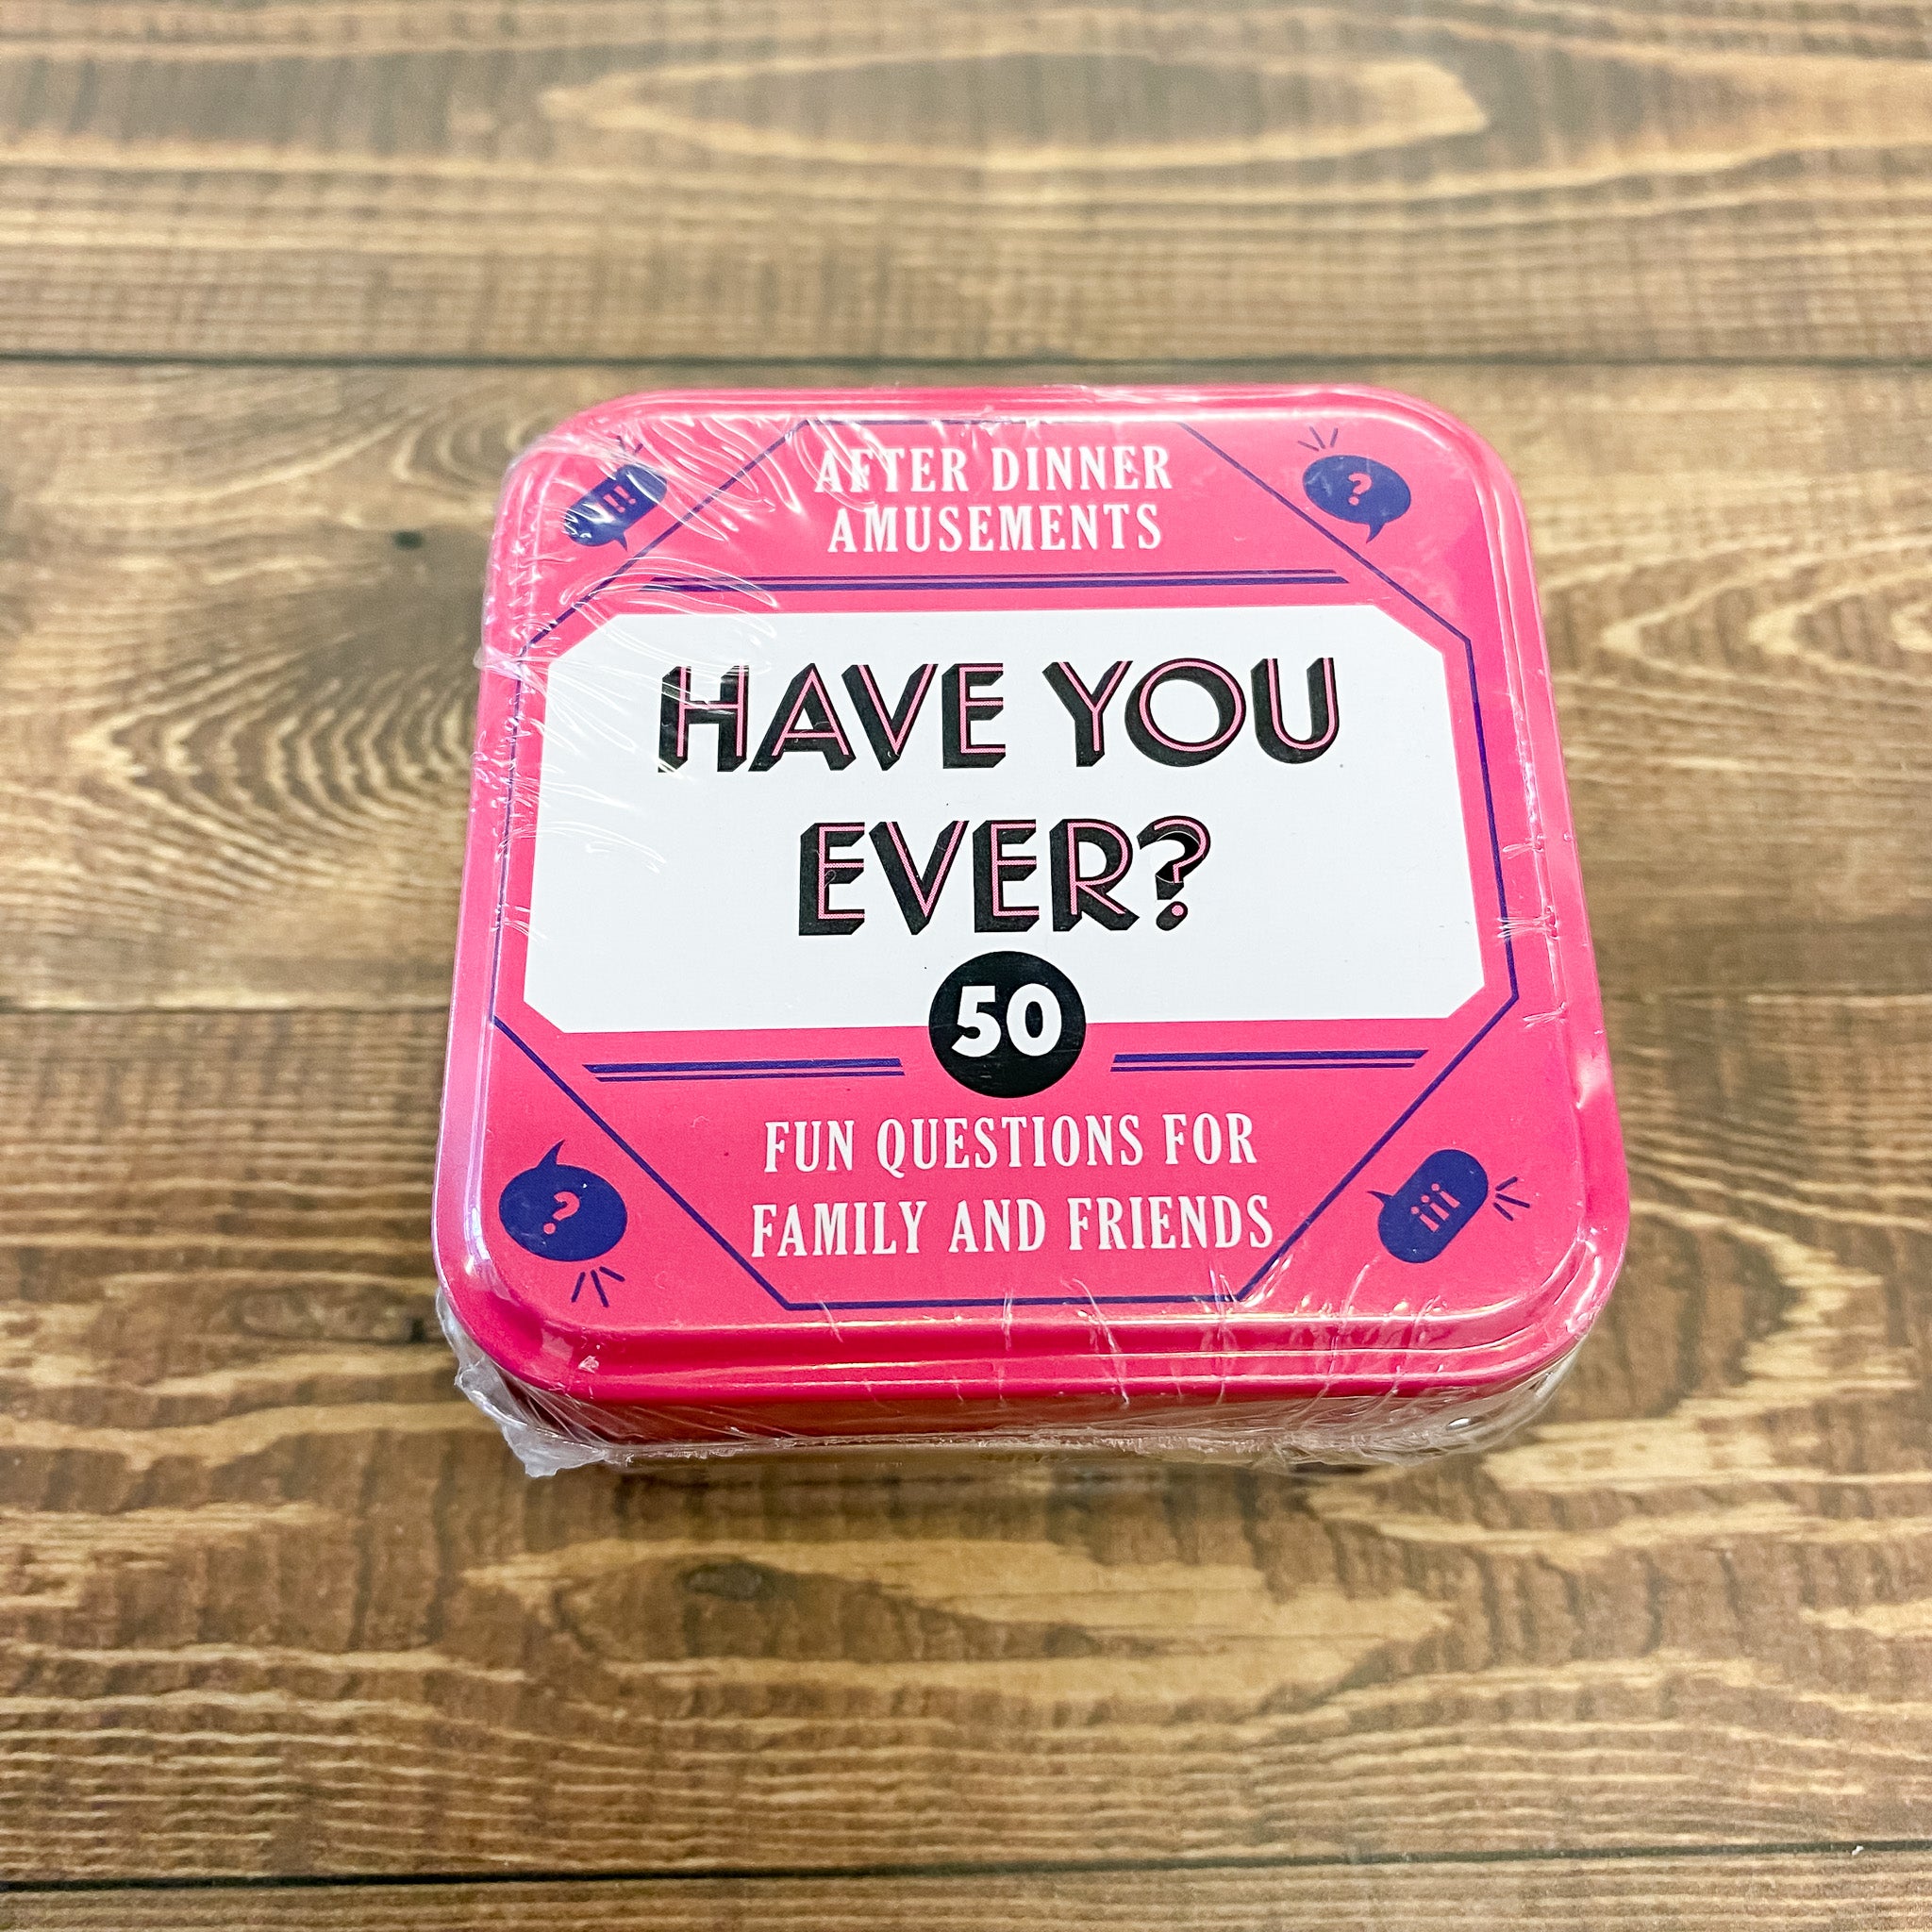 AFTER DINNER
AMUSEMENTS
!!!
?
HAVE YOU
EVER?
50
FUN QUESTIONS FOR
FAMILY AND FRIENDS
?
!!!